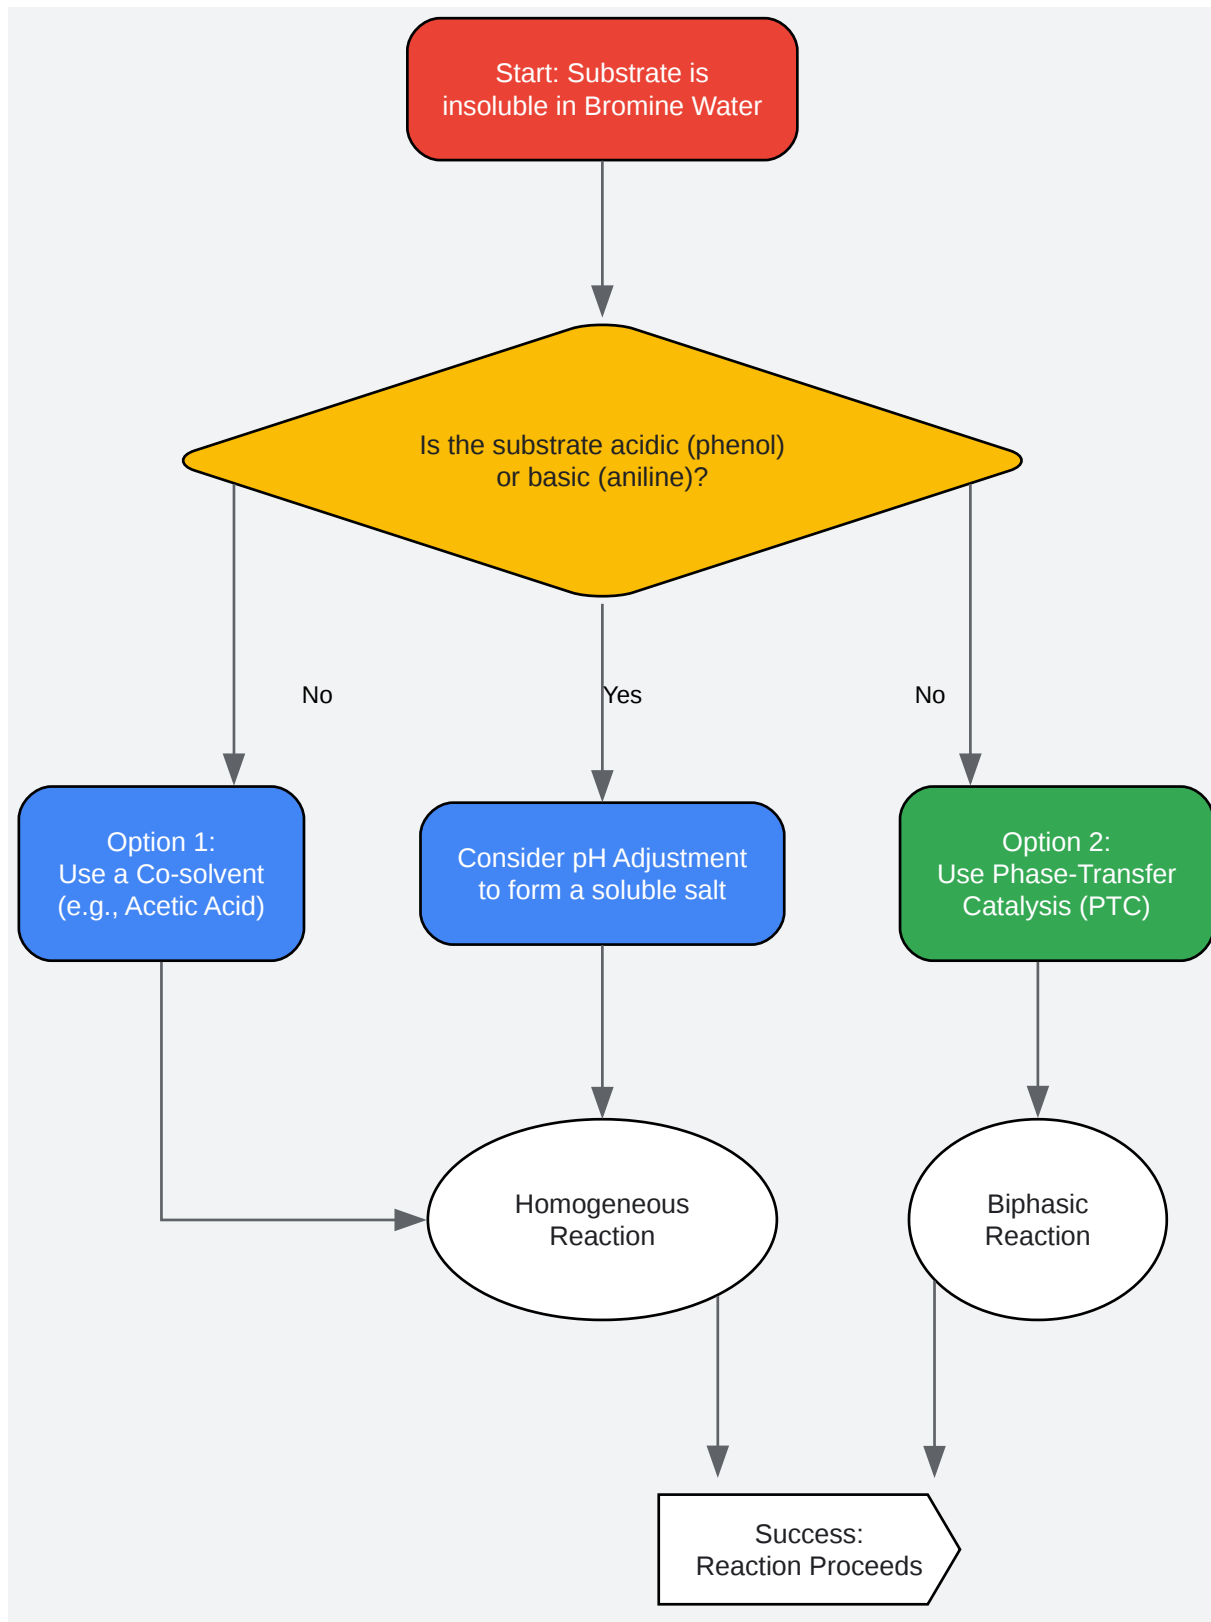 Start: Substrate is
insoluble in Bromine Water
Is the substrate acidic (phenol)
or basic (aniline)?
No
Yes
No
Option 1:
Use a Co-solvent
(e.g., Acetic Acid)
Consider pH Adjustment
to form a soluble salt
Option 2:
Use Phase-Transfer
Catalysis (PTC)
Homogeneous
Reaction
Biphasic
Reaction
Success:
Reaction Proceeds